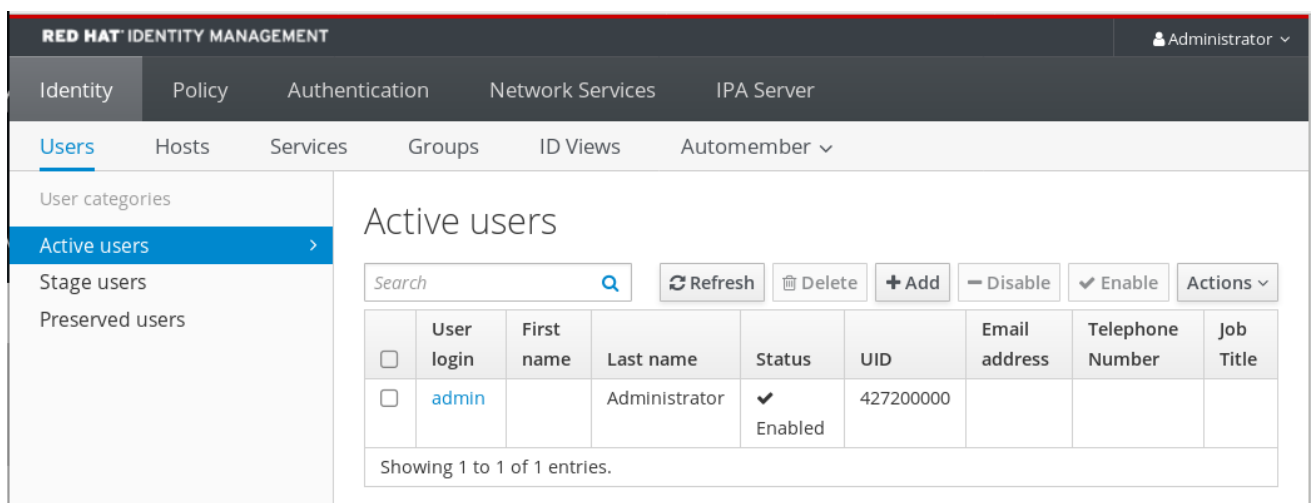 RED HAT® IDENTITY MANAGEMENT
Administrator
Identity Policy Authentication Network Services IPA Server
Users Hosts Services Groups ID Views Automember
User categories
Active users
Stage users
Preserved users
Active users
Search Refresh Delete Add Disable Enable Actions
User login First name Last name Status UID Email address Telephone Number Job Title
admin Administrator Enabled 427200000
Showing 1 to 1 of 1 entries.